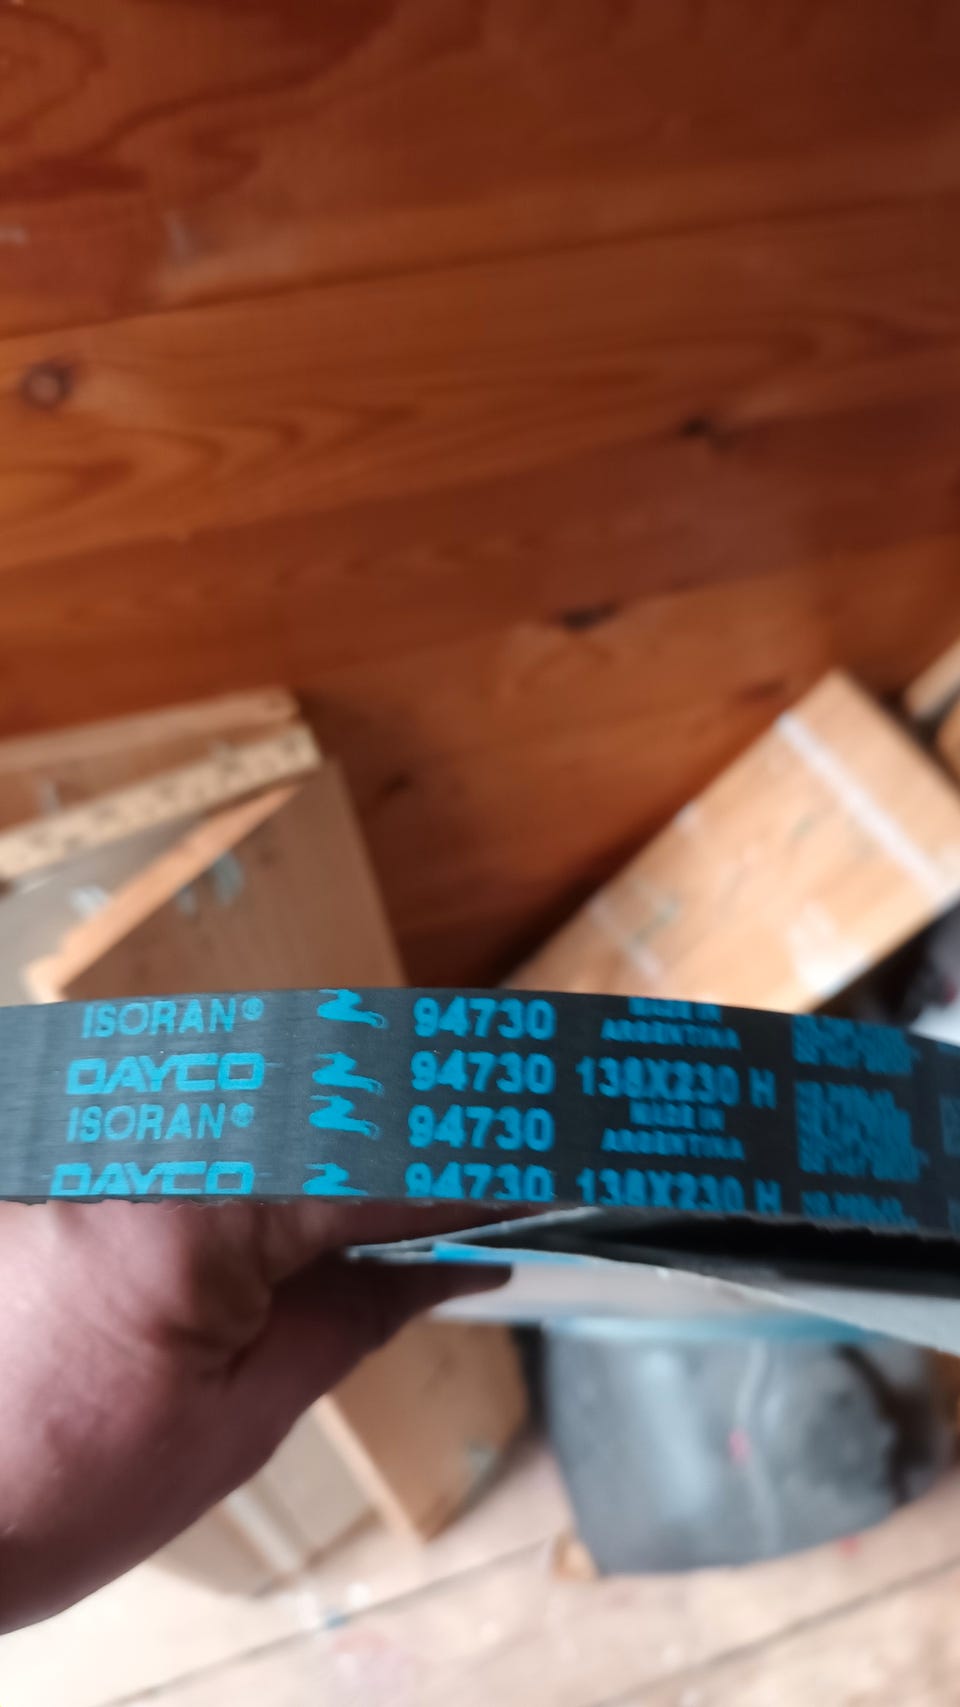 ISORAN® 94730 MADE IN
ARGENTINA
DAYCO 94730 138X230 H
ISORAN® 94730 MADE IN
ARGENTINA
DAYCO 94730 138X230 H